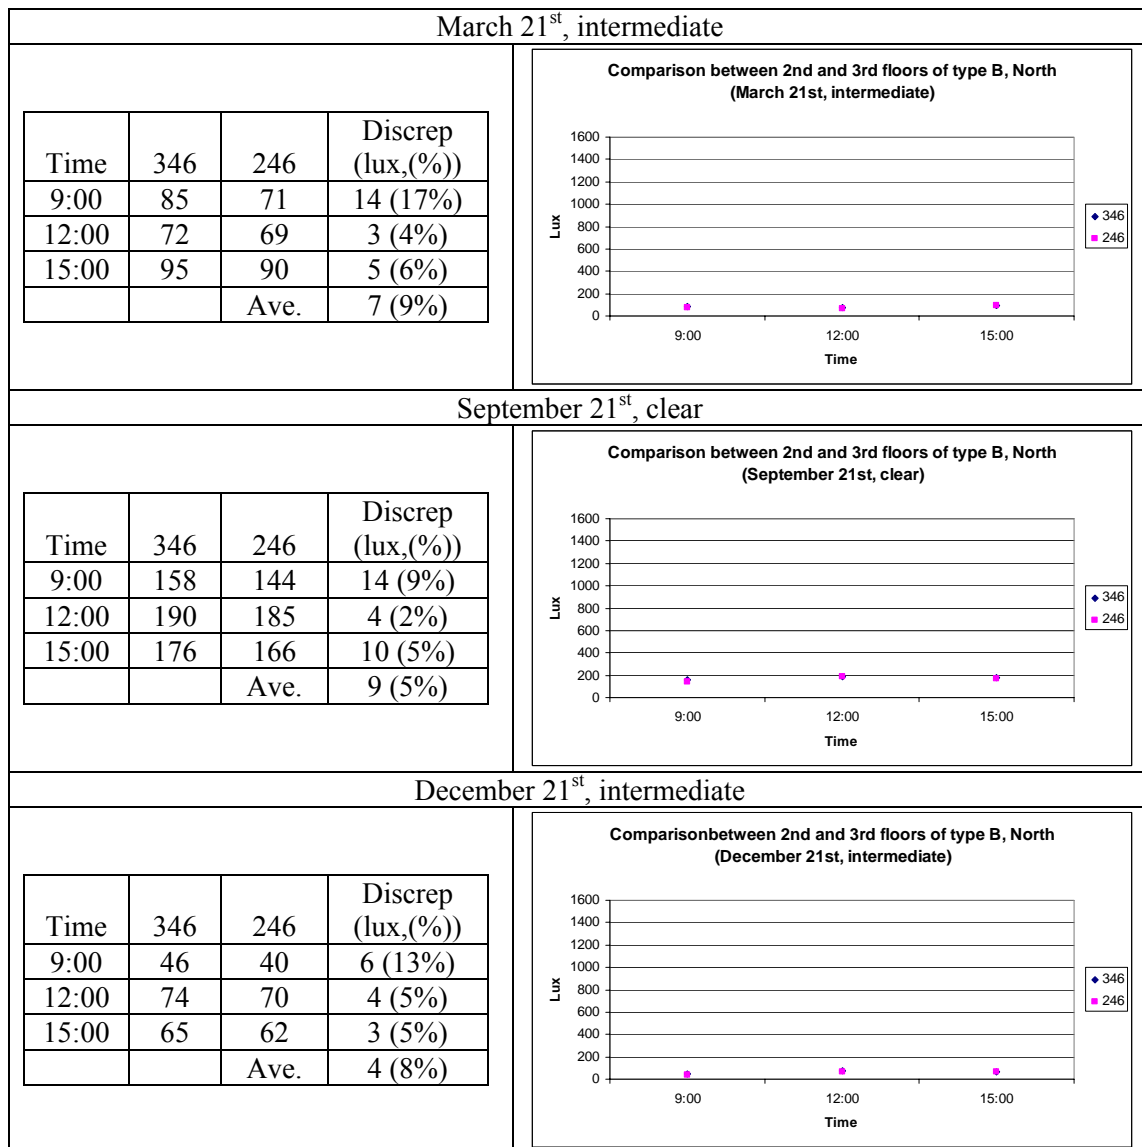 March 21st, intermediate
Time 346 246 Discrep (lux,(%))
9:00 85 71 14 (17%)
12:00 72 69 3 (4%)
15:00 95 90 5 (6%)
Ave. 7 (9%)
Comparison between 2nd and 3rd floors of type B, North
(March 21st, intermediate)
1600
1400
1200
1000
800
600
400
200
0
Lux
9:00 12:00 15:00
Time
346
246
September 21st, clear
Time 346 246 Discrep (lux,(%))
9:00 158 144 14 (9%)
12:00 190 185 4 (2%)
15:00 176 166 10 (5%)
Ave. 9 (5%)
Comparison between 2nd and 3rd floors of type B, North
(September 21st, clear)
1600
1400
1200
1000
800
600
400
200
0
Lux
9:00 12:00 15:00
Time
346
246
December 21st, intermediate
Time 346 246 Discrep (lux,(%))
9:00 46 40 6 (13%)
12:00 74 70 4 (5%)
15:00 65 62 3 (5%)
Ave. 4 (8%)
Comparisonbetween 2nd and 3rd floors of type B, North
(December 21st, intermediate)
1600
1400
1200
1000
800
600
400
200
0
Lux
9:00 12:00 15:00
Time
346
246